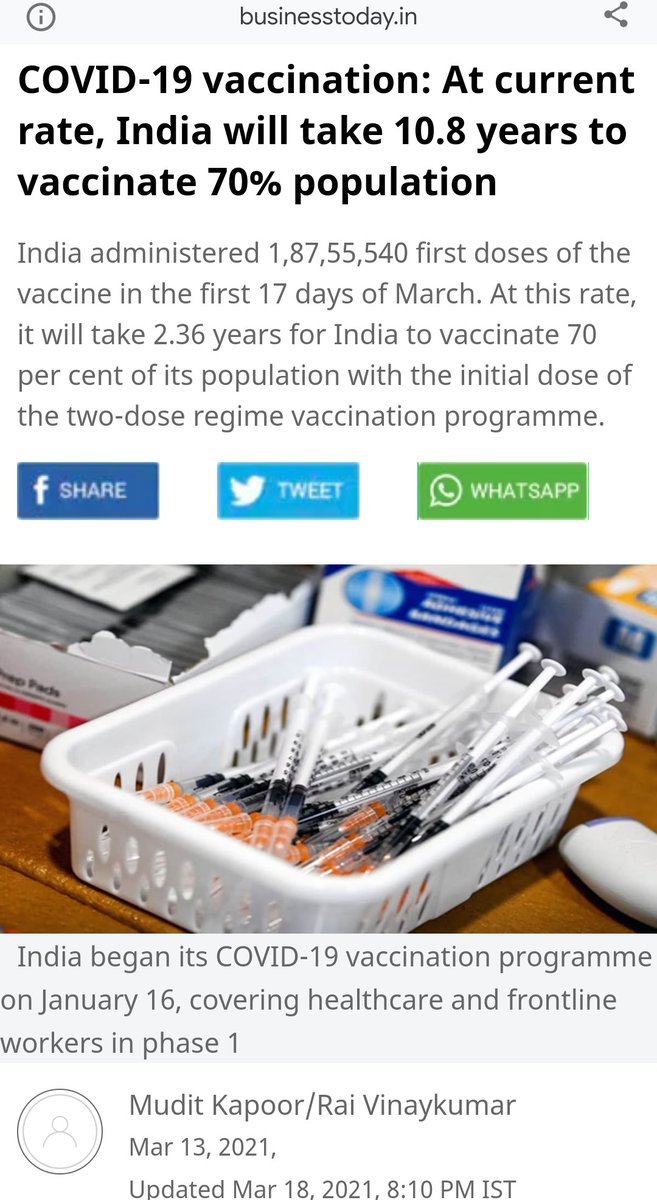 businesstoday.in
COVID-19 vaccination: At current
rate, India will take 10.8 years to
vaccinate 70% population
India administered 1,87,55,540 first doses of the
vaccine in the first 17 days of March. At this rate,
it will take 2.36 years for India to vaccinate 70
per cent of its population with the initial dose of
the two-dose regime vaccination programme.
f SHARE
TWEET
WHATSAPP
ADHESIVE
BANDAGES
Prep Pads
India began its COVID-19 vaccination programme
on January 16, covering healthcare and frontline
workers in phase 1
Mudit Kapoor/Rai Vinaykumar
Mar 13, 2021,
Updated Mar 18, 2021, 8:10 PM IST